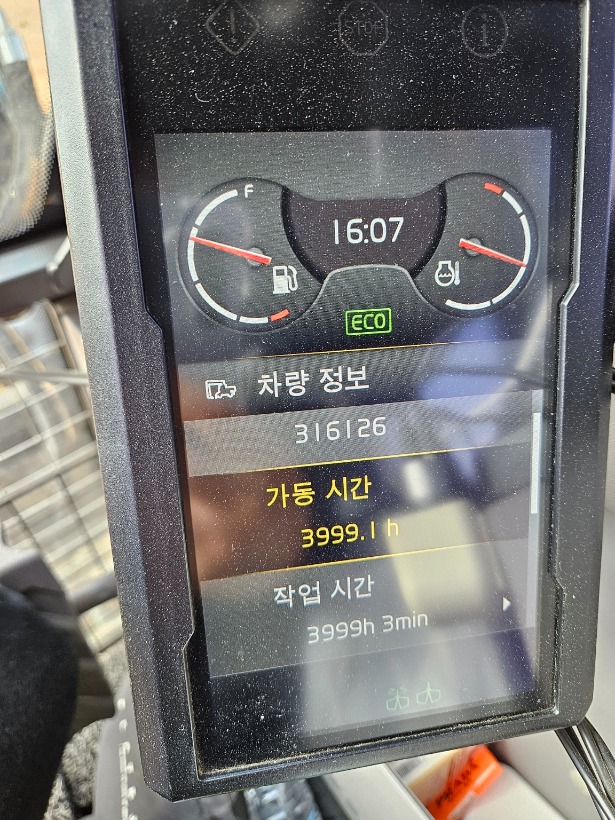 STOP
F
16:07
ECO
차량 정보
316126
가동 시간
3999.1 h
작업 시간
3999h 3min